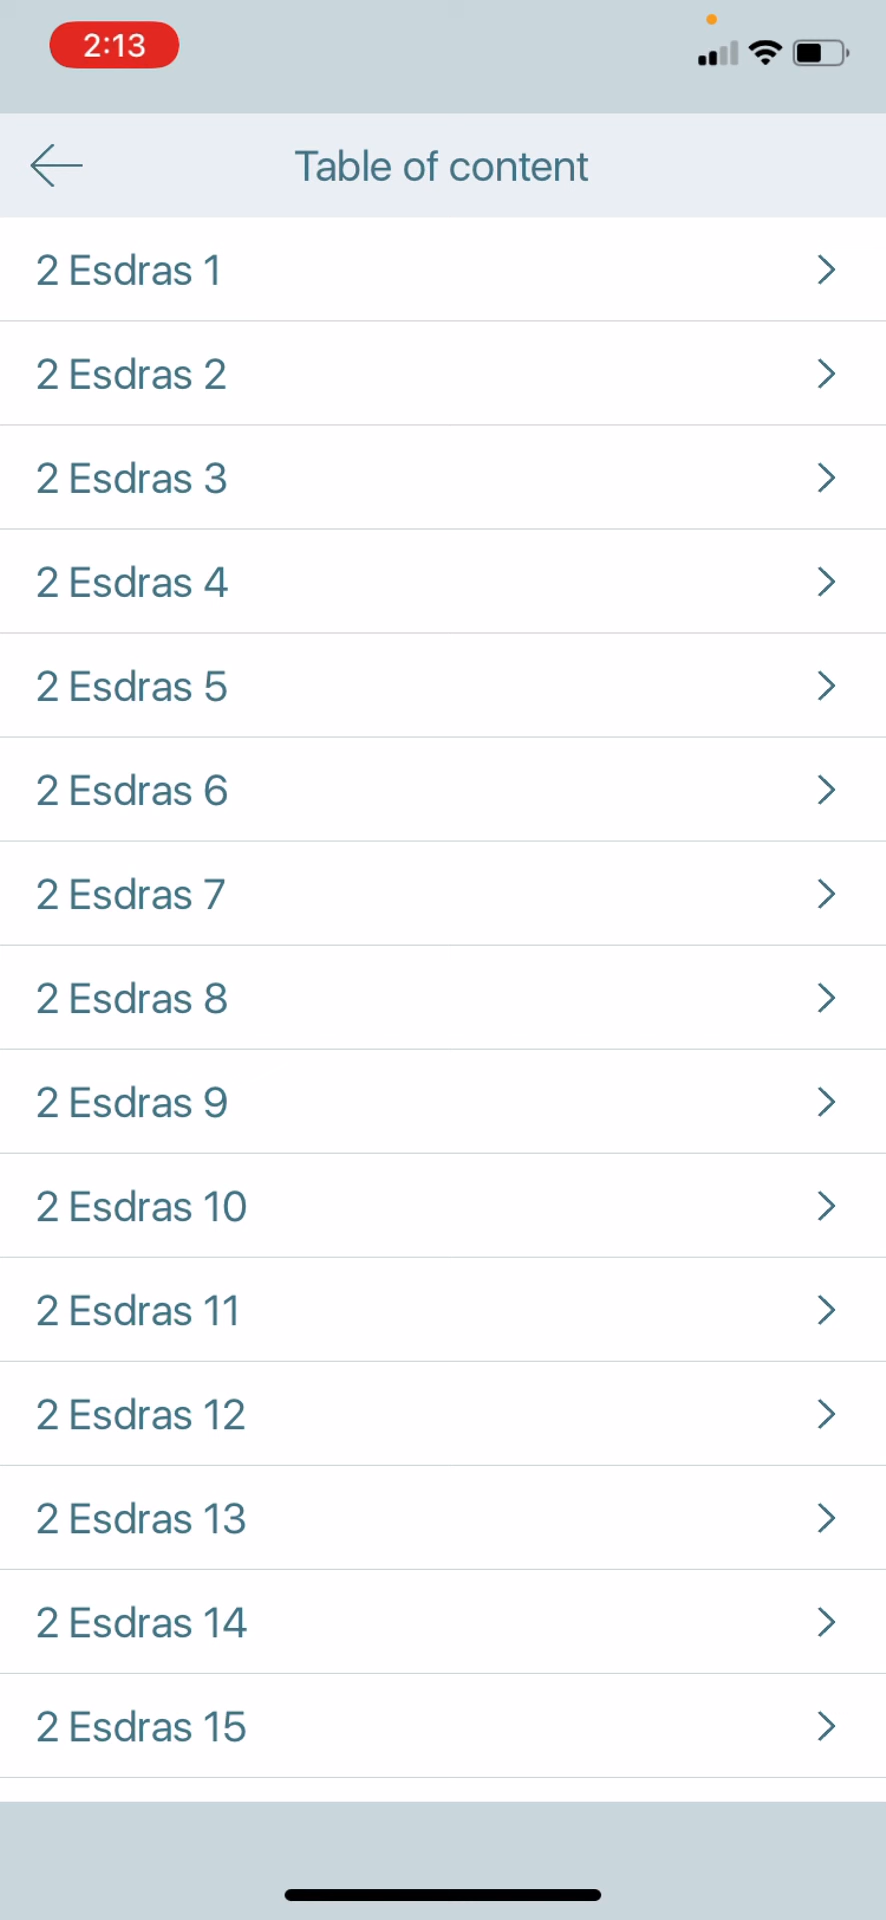 2:13
Table of content
2 Esdras 1
2 Esdras 2
2 Esdras 3
2 Esdras 4
2 Esdras 5
2 Esdras 6
2 Esdras 7
2 Esdras 8
2 Esdras 9
2 Esdras 10
2 Esdras 11
2 Esdras 12
2 Esdras 13
2 Esdras 14
2 Esdras 15